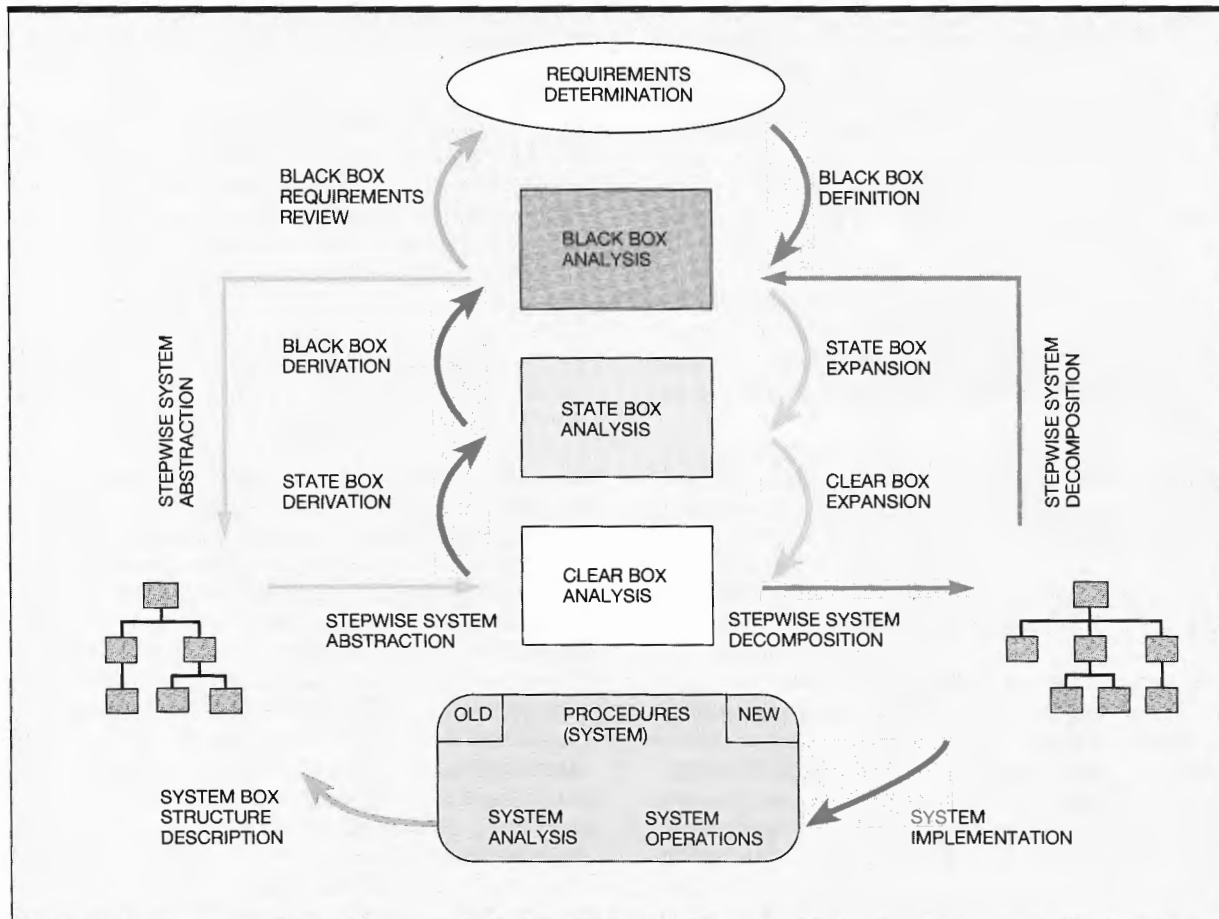 REQUIREMENTS
DETERMINATION
BLACK BOX
REQUIREMENTS
REVIEW
BLACK BOX
DEFINITION
BLACK BOX
ANALYSIS
STEPWISE SYSTEM
ABSTRACTION
BLACK BOX
DERIVATION
STATE BOX
EXPANSION
STEPWISE SYSTEM
DECOMPOSITION
STATE BOX
ANALYSIS
STATE BOX
DERIVATION
CLEAR BOX
EXPANSION
CLEAR BOX
ANALYSIS
STEPWISE SYSTEM
ABSTRACTION
STEPWISE SYSTEM
DECOMPOSITION
OLD
PROCEDURES
(SYSTEM)
NEW
SYSTEM BOX
STRUCTURE
DESCRIPTION
SYSTEM
ANALYSIS
SYSTEM
OPERATIONS
SYSTEM
IMPLEMENTATION